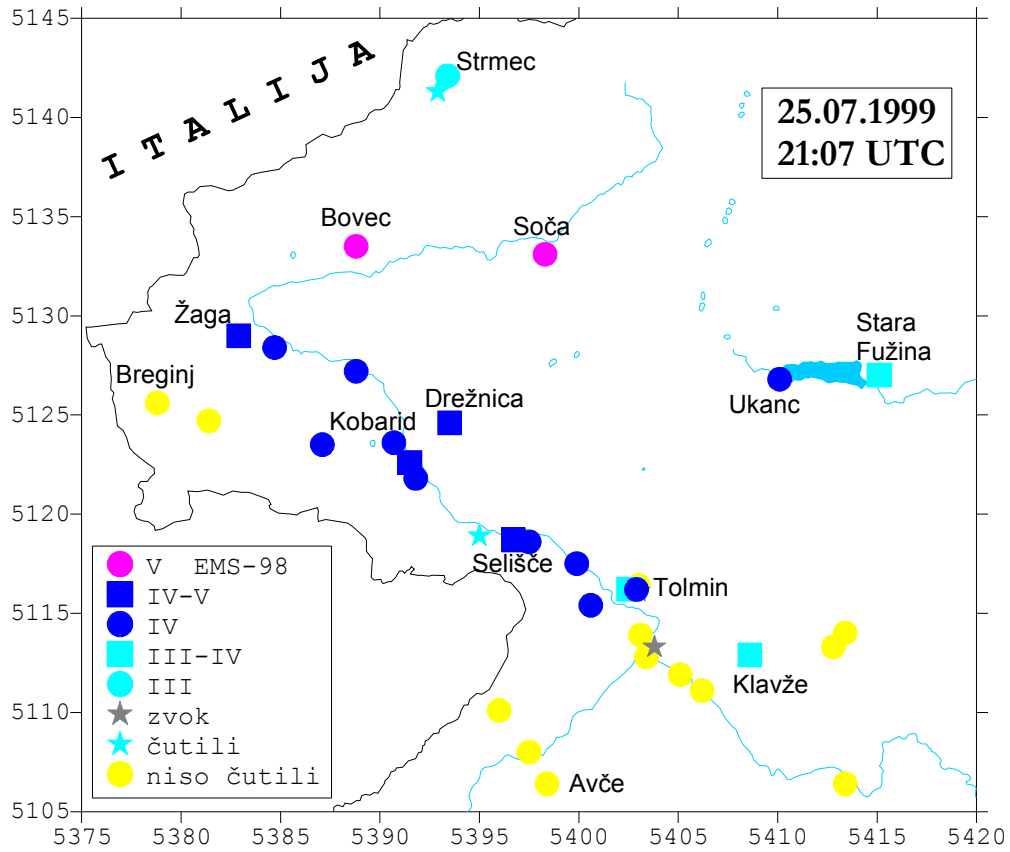 5145
5140
5135
5130
5125
5120
5115
5110
5105
ITALIJA
Strmec
25.07.1999
21:07 UTC
Bovec
Soča
Žaga
Stara
Fužina
Breginj
Drežnica
Ukanc
Kobarid
Selišče
Tolmin
Klavže
Avče
V EMS-98
IV-V
IV
III-IV
III
zvok
čutili
niso čutili
5375 5380 5385 5390 5395 5400 5405 5410 5415 5420